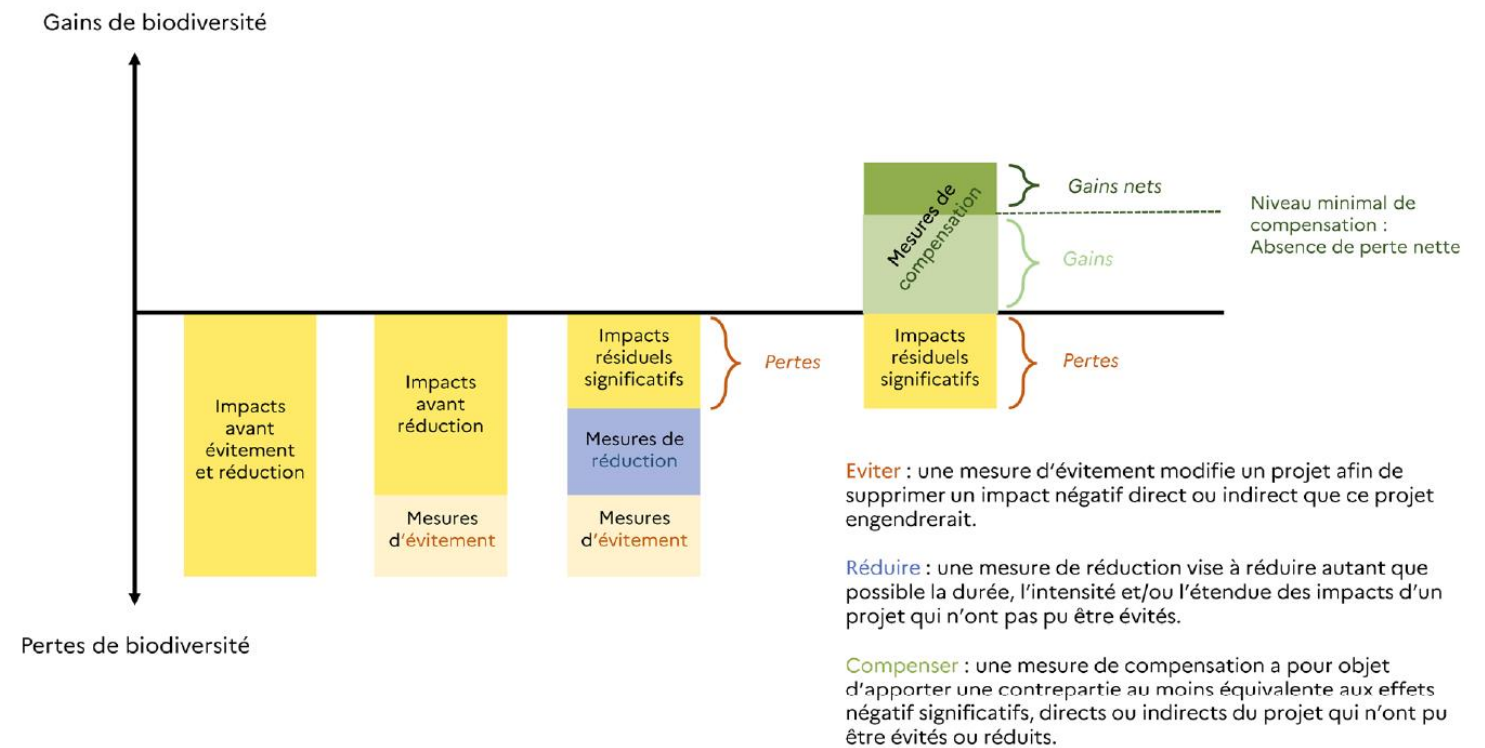 Gains de biodiversité
Mesures de
compensation
Gains nets
Niveau minimal de
compensation :
Absence de perte nette
Gains
Impacts
avant
évitement
et réduction
Impacts
avant
réduction
Mesures
d'évitement
Impacts
résiduels
significatifs
Pertes
Mesures de
réduction
Mesures
d'évitement
Impacts
résiduels
significatifs
Pertes
Pertes de biodiversité
Eviter : une mesure d'évitement modifie un projet afin de
supprimer un impact négatif direct ou indirect que ce projet
engendrerait.
Réduire : une mesure de réduction vise à réduire autant que
possible la durée, l'intensité et/ou l'étendue des impacts d'un
projet qui n'ont pas pu être évités.
Compenser : une mesure de compensation a pour objet
d'apporter une contrepartie au moins équivalente aux effets
négatif significatifs, directs ou indirects du projet qui n'ont pu
être évités ou réduits.